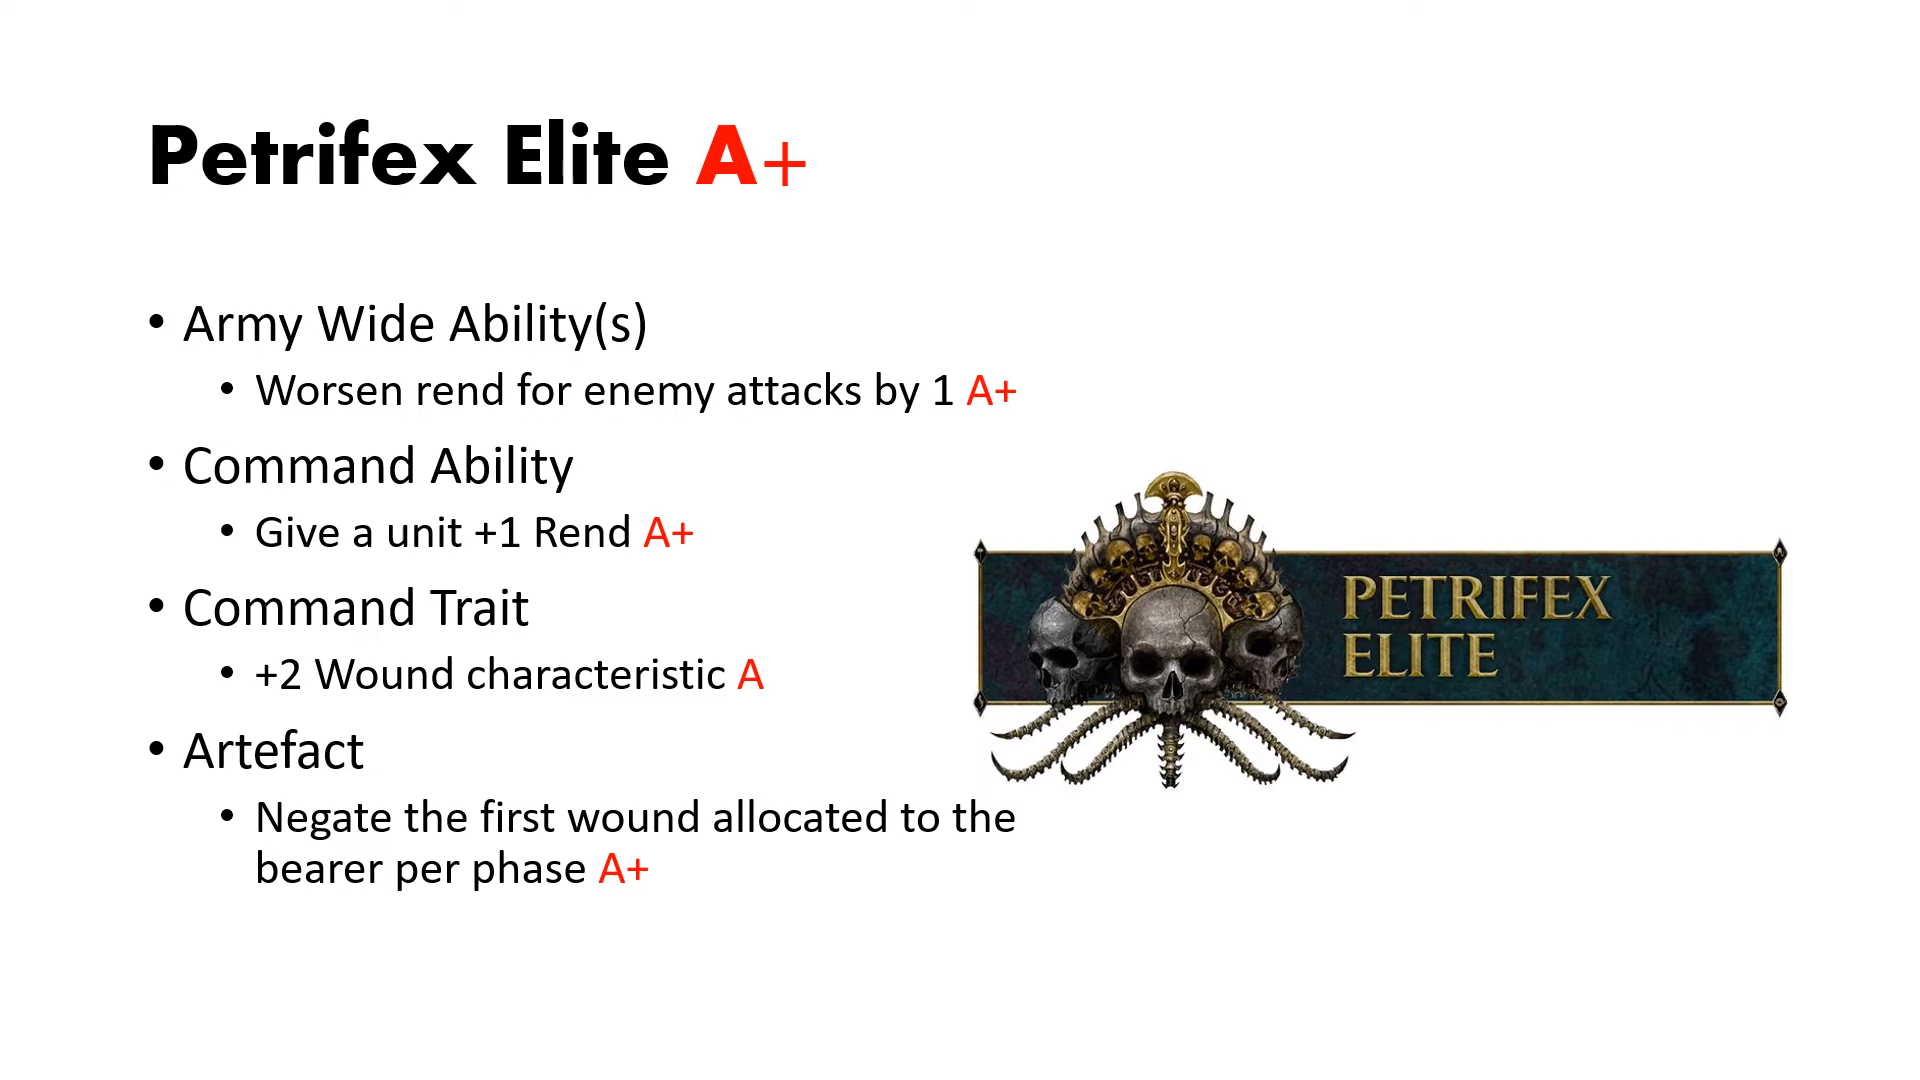 Petrifex Elite A+
• Army Wide Ability(s)
• Worsen rend for enemy attacks by 1 A+
• Command Ability
• Give a unit +1 Rend A+
• Command Trait
• +2 Wound characteristic A
• Artefact
• Negate the first wound allocated to the
bearer per phase A+
PETRIFEX
ELITE